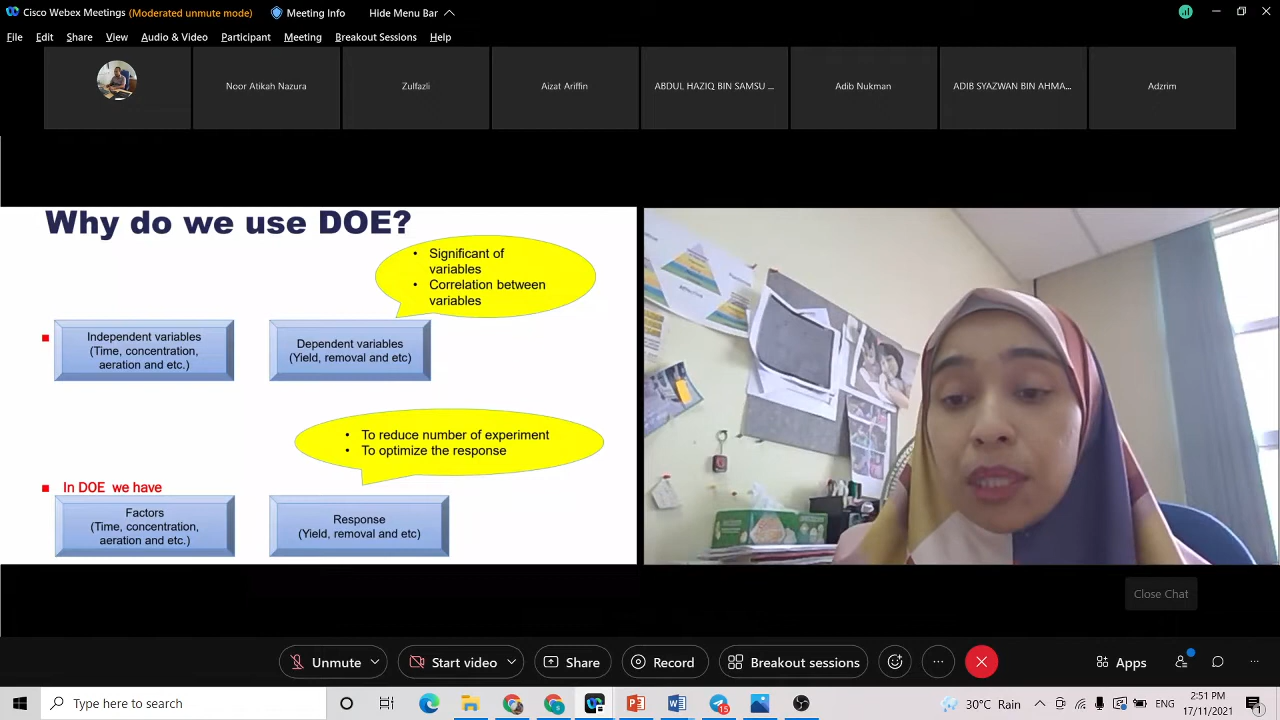 Cisco Webex Meetings (Moderated unmute mode) Meeting Info Hide Menu Bar
File Edit Share View Audio & Video Participant Meeting Breakout Sessions Help
Noor Atikah Nazura
Zulfazli
Aizat Ariffin
ABDUL HAZIQ BIN SAMSU ...
Adib Nukman
ADIB SYAZWAN BIN AHMA...
Adzrim
Why do we use DOE?
• Significant of
variables
• Correlation between
variables
Independent variables
(Time, concentration,
aeration and etc.)
Dependent variables
(Yield, removal and etc)
• To reduce number of experiment
• To optimize the response
In DOE we have
Factors
(Time, concentration,
aeration and etc.)
Response
(Yield, removal and etc)
Close Chat
Unmute Start video Share Record Breakout sessions ... Apps ...
Type here to search
15
30°C Rain
ENG
2:51 PM
17/11/2021